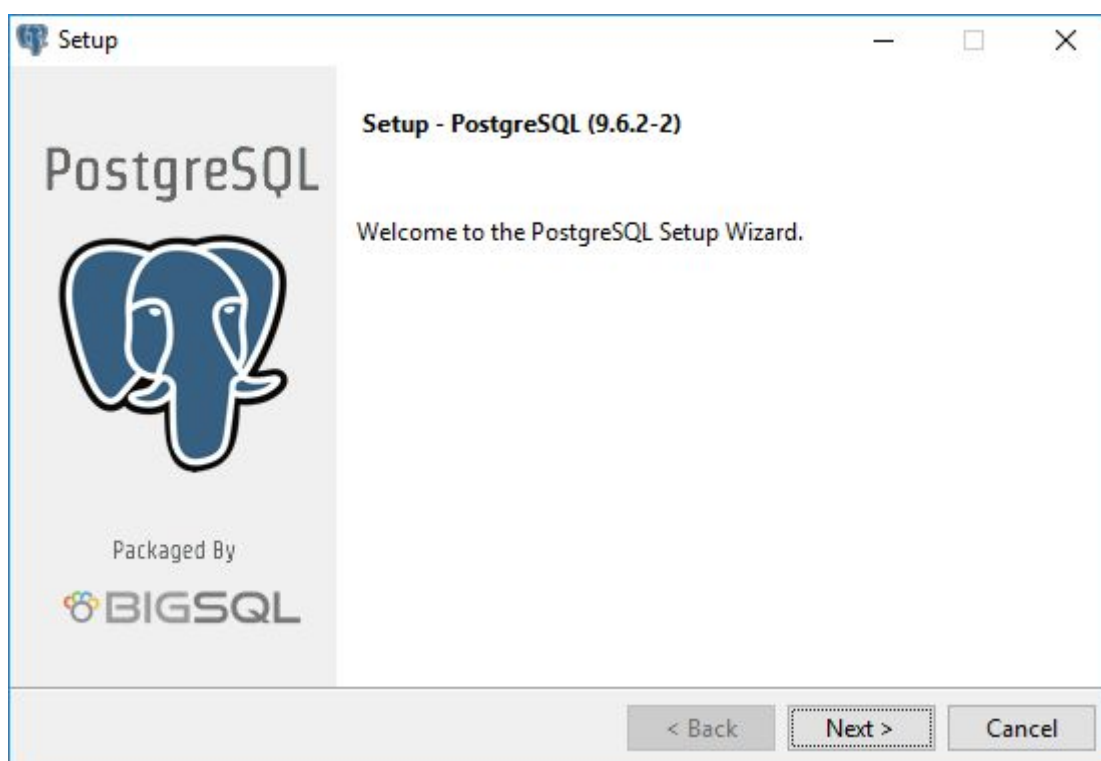 Setup
PostgreSQL
Packaged By
BIGSQL
Setup - PostgreSQL (9.6.2-2)
Welcome to the PostgreSQL Setup Wizard.
< Back
Next >
Cancel